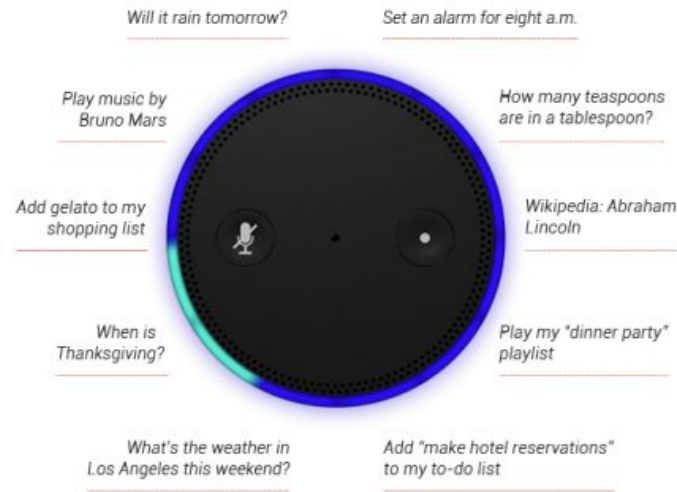 Will it rain tomorrow?
Set an alarm for eight a.m.
Play music by
Bruno Mars
How many teaspoons
are in a tablespoon?
Add gelato to my
shopping list
Wikipedia: Abraham
Lincoln
When is
Thanksgiving?
Play my "dinner party"
playlist
What's the weather in
Los Angeles this weekend?
Add "make hotel reservations"
to my to-do list